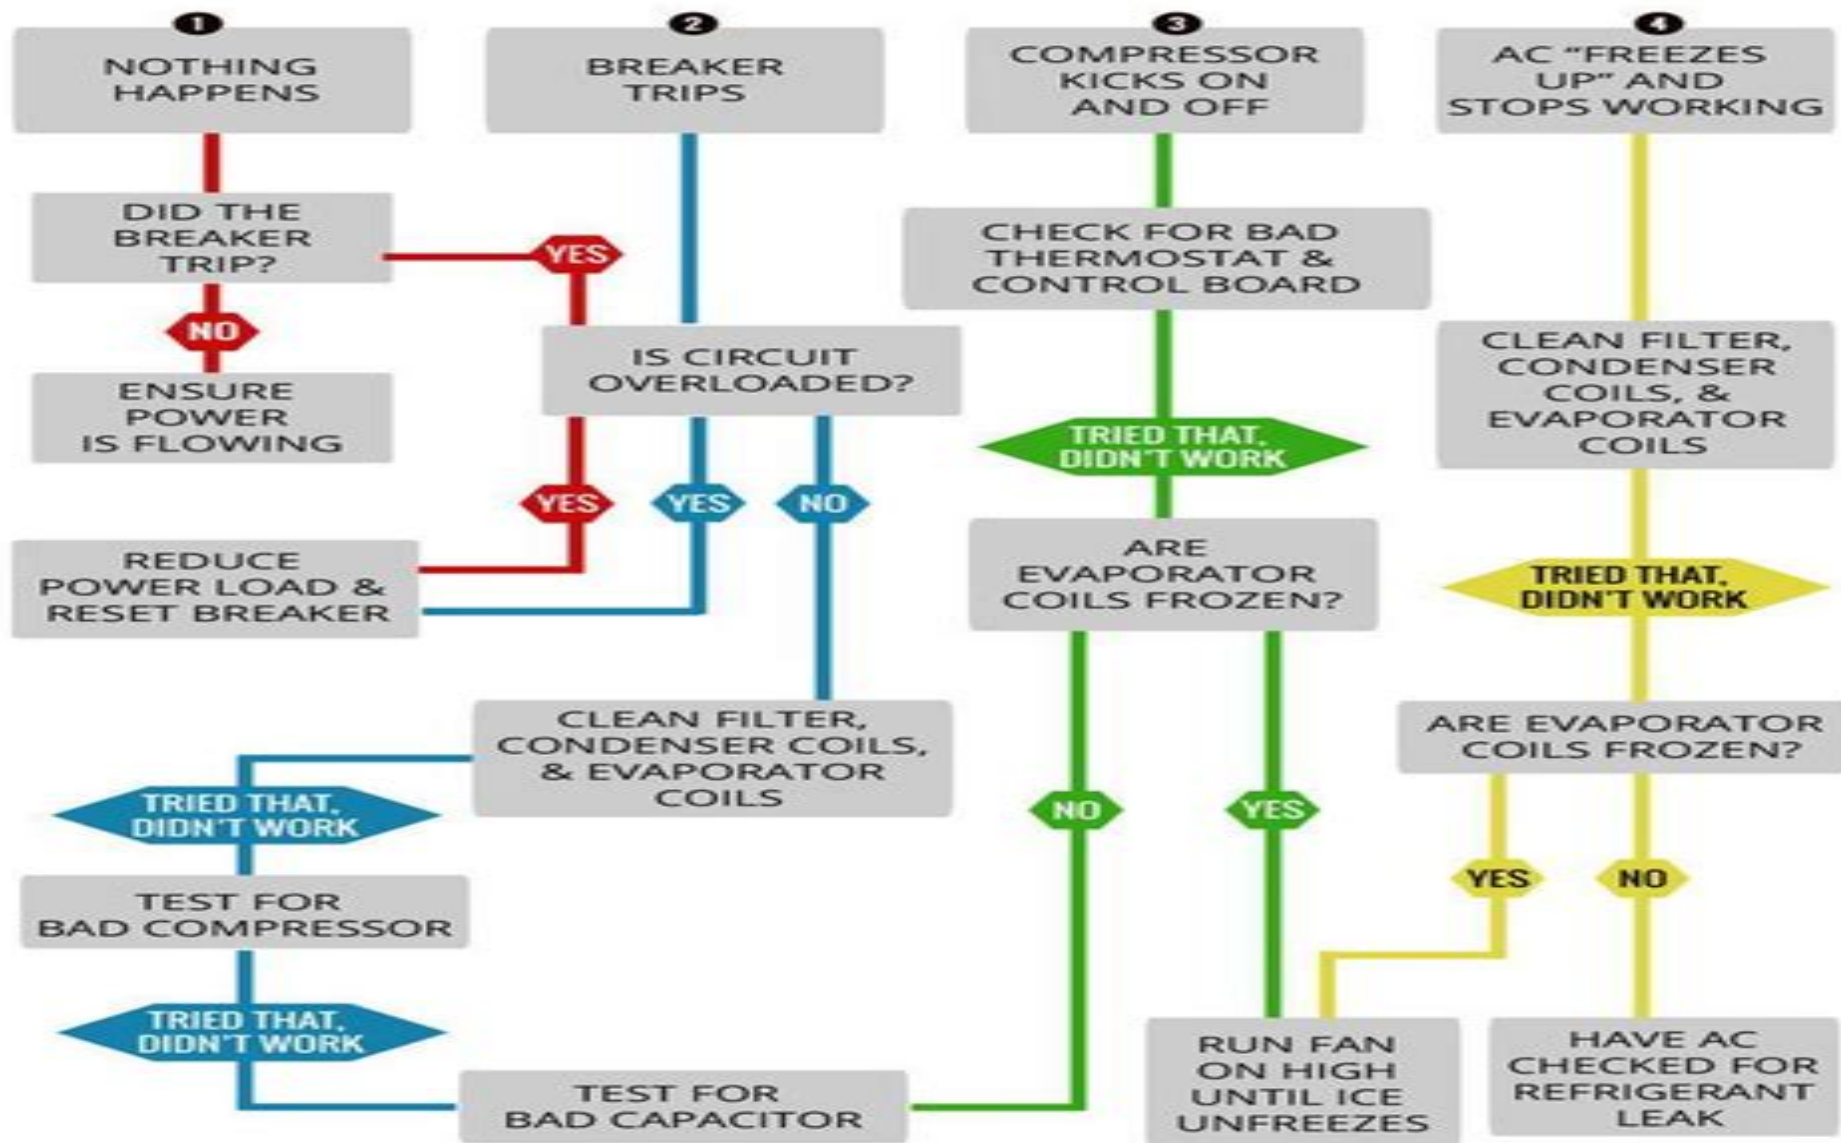 1
NOTHING
HAPPENS
DID THE
BREAKER
TRIP?
YES
NO
ENSURE
POWER
IS FLOWING
2
BREAKER
TRIPS
IS CIRCUIT
OVERLOADED?
YES
YES
NO
REDUCE
POWER LOAD &
RESET BREAKER
CLEAN FILTER,
CONDENSER COILS,
& EVAPORATOR
COILS
TRIED THAT,
DIDN'T WORK
TEST FOR
BAD COMPRESSOR
TRIED THAT,
DIDN'T WORK
TEST FOR
BAD CAPACITOR
3
COMPRESSOR
KICKS ON
AND OFF
CHECK FOR BAD
THERMOSTAT &
CONTROL BOARD
TRIED THAT,
DIDN'T WORK
ARE
EVAPORATOR
COILS FROZEN?
NO
YES
4
AC “FREEZES
UP” AND
STOPS WORKING
CLEAN FILTER,
CONDENSER
COILS, &
EVAPORATOR
COILS
TRIED THAT,
DIDN'T WORK
ARE EVAPORATOR
COILS FROZEN?
YES
NO
RUN FAN
ON HIGH
UNTIL ICE
UNFREEZES
HAVE AC
CHECKED FOR
REFRIGERANT
LEAK